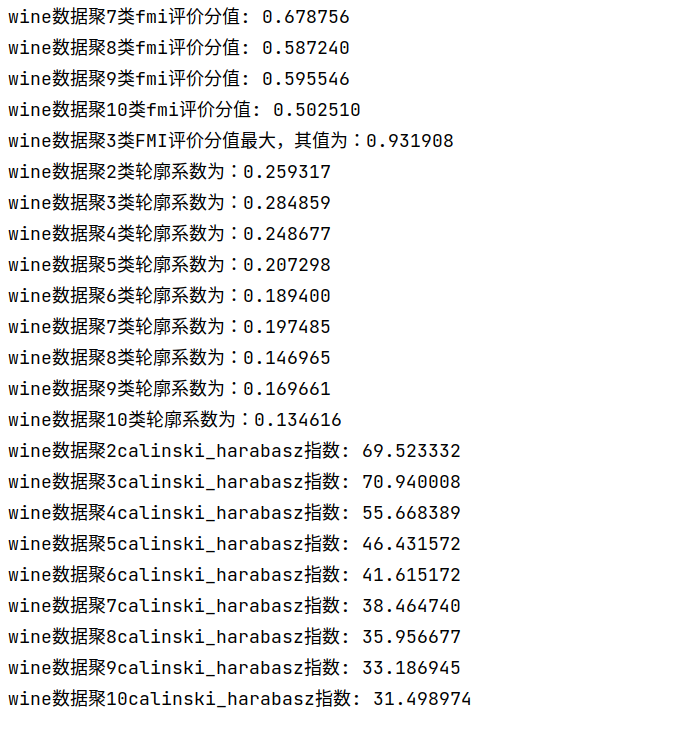 wine数据聚7类fmi评价分值: 0.678756
wine数据聚8类fmi评价分值: 0.587240
wine数据聚9类fmi评价分值: 0.595546
wine数据聚10类fmi评价分值: 0.502510
wine数据聚3类FMI评价分值最大，其值为：0.931908
wine数据聚2类轮廓系数为：0.259317
wine数据聚3类轮廓系数为：0.284859
wine数据聚4类轮廓系数为：0.248677
wine数据聚5类轮廓系数为：0.207298
wine数据聚6类轮廓系数为：0.189400
wine数据聚7类轮廓系数为：0.197485
wine数据聚8类轮廓系数为：0.146965
wine数据聚9类轮廓系数为：0.169661
wine数据聚10类轮廓系数为：0.134616
wine数据聚2calinski_harabasz指数: 69.523332
wine数据聚3calinski_harabasz指数: 70.940008
wine数据聚4calinski_harabasz指数: 55.668389
wine数据聚5calinski_harabasz指数: 46.431572
wine数据聚6calinski_harabasz指数: 41.615172
wine数据聚7calinski_harabasz指数: 38.464740
wine数据聚8calinski_harabasz指数: 35.956677
wine数据聚9calinski_harabasz指数: 33.186945
wine数据聚10calinski_harabasz指数: 31.498974